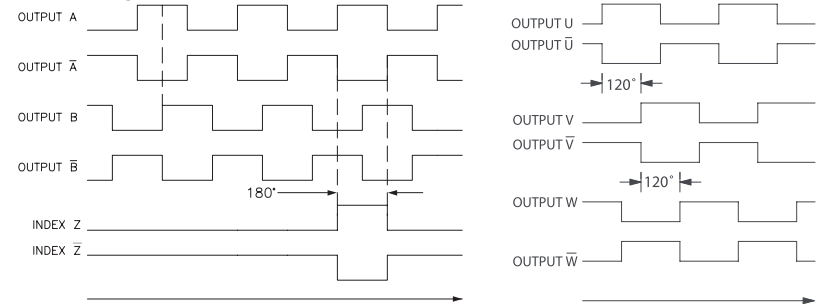 OUTPUT A
OUTPUT A̅
OUTPUT B
OUTPUT B̅
180°
INDEX Z
INDEX Z̅
OUTPUT U
OUTPUT U̅
120°
OUTPUT V
OUTPUT V̅
120°
OUTPUT W
OUTPUT W̅